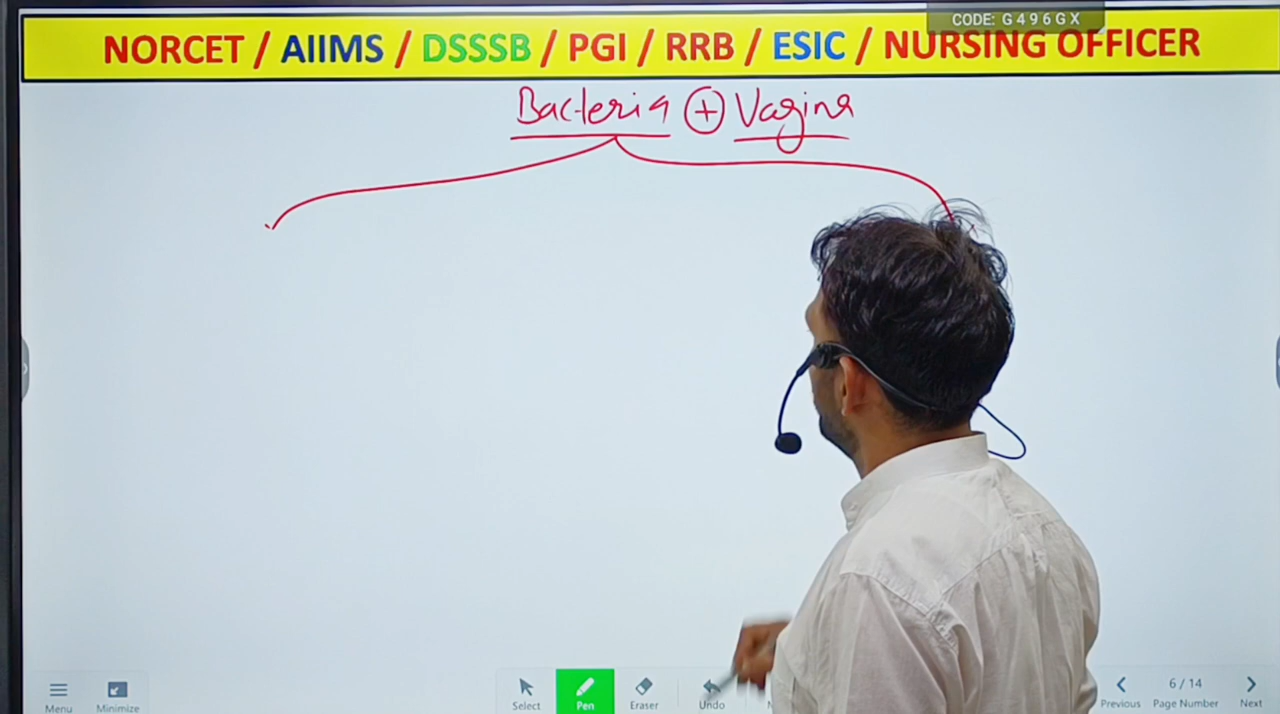 CODE: G496GX
NORCET / AIIMS / DSSSB / PGI / RRB / ESIC / NURSING OFFICER
Bacteria + Vagina
Menu
Minimize
Select
Pen
Eraser
Undo
Previous
6 / 14
Page Number
Next